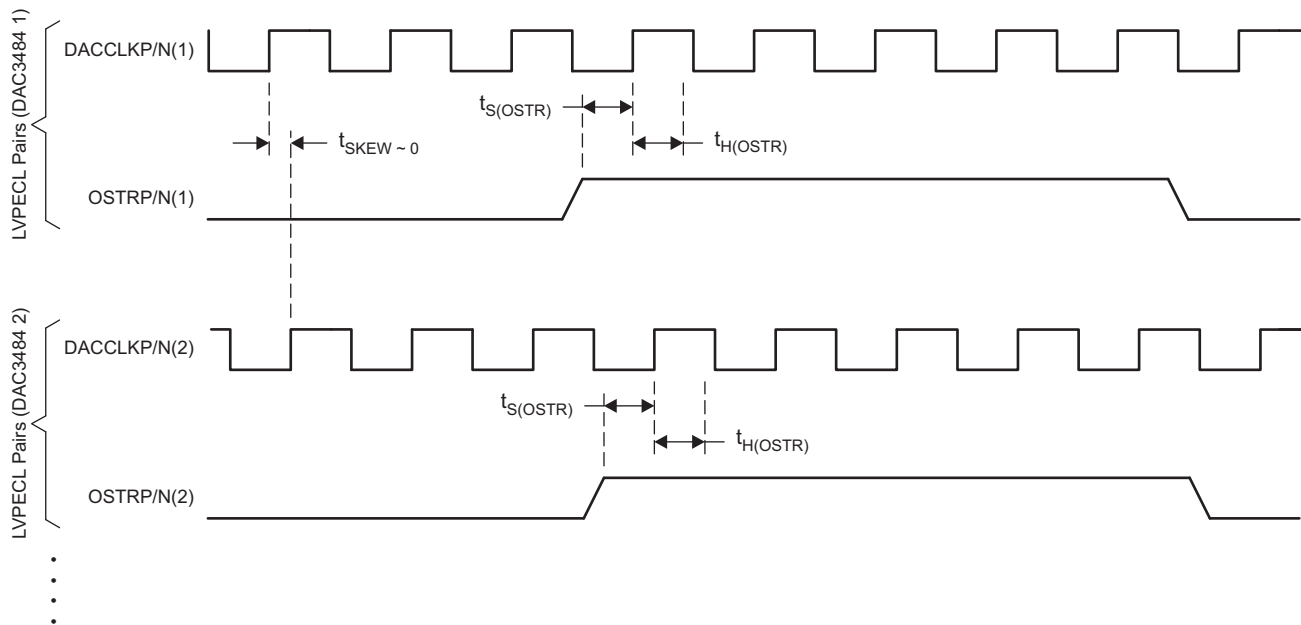 LVPECL Pairs (DAC3484 1)
DACCLKP/N(1)
tS(OSTR)
tSKEW ~ 0
tH(OSTR)
OSTRP/N(1)
LVPECL Pairs (DAC3484 2)
DACCLKP/N(2)
tS(OSTR)
tH(OSTR)
OSTRP/N(2)